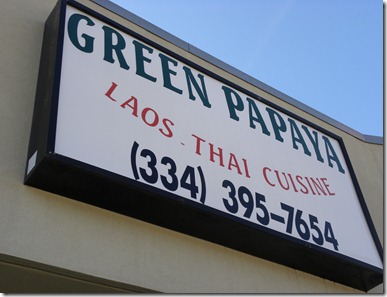 GREEN PAPAYA
LAOS - THAI CUISINE
(334) 395-7654